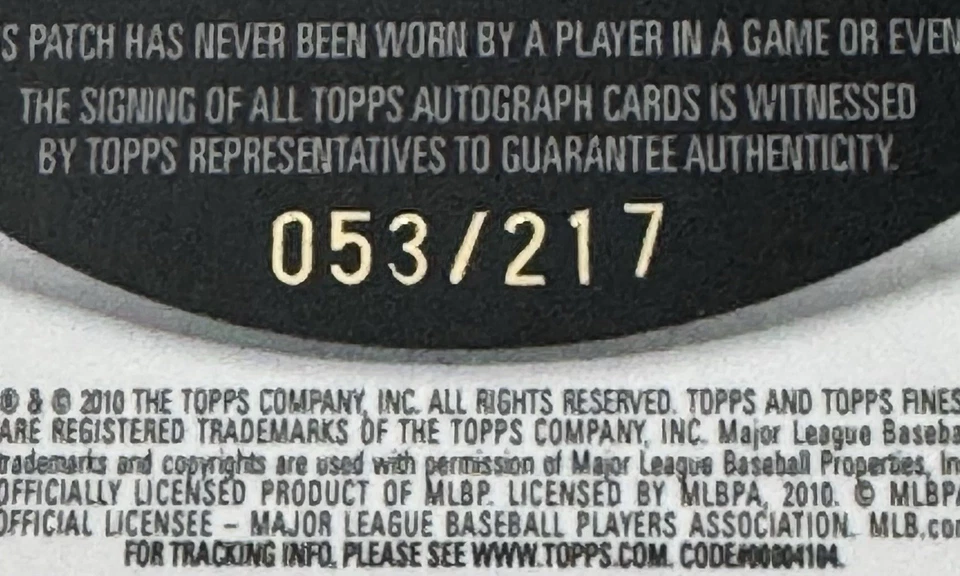 S PATCH HAS NEVER BEEN WORN BY A PLAYER IN A GAME OR EVEN
THE SIGNING OF ALL TOPPS AUTOGRAPH CARDS IS WITNESSED
BY TOPPS REPRESENTATIVES TO GUARANTEE AUTHENTICITY.
053/217
® & © 2010 THE TOPPS COMPANY, INC. ALL RIGHTS RESERVED. TOPPS AND TOPPS FINES
ARE REGISTERED TRADEMARKS OF THE TOPPS COMPANY, INC. Major League Baseba
trademarks and copyrights are used with permission of Major League Baseball Properties, In
OFFICIALLY LICENSED PRODUCT OF MLBP. LICENSED BY MLBPA, 2010. © MLBPA
OFFICIAL LICENSEE – MAJOR LEAGUE BASEBALL PLAYERS ASSOCIATION. MLB.com
FOR TRACKING INFO, PLEASE SEE WWW.TOPPS.COM.